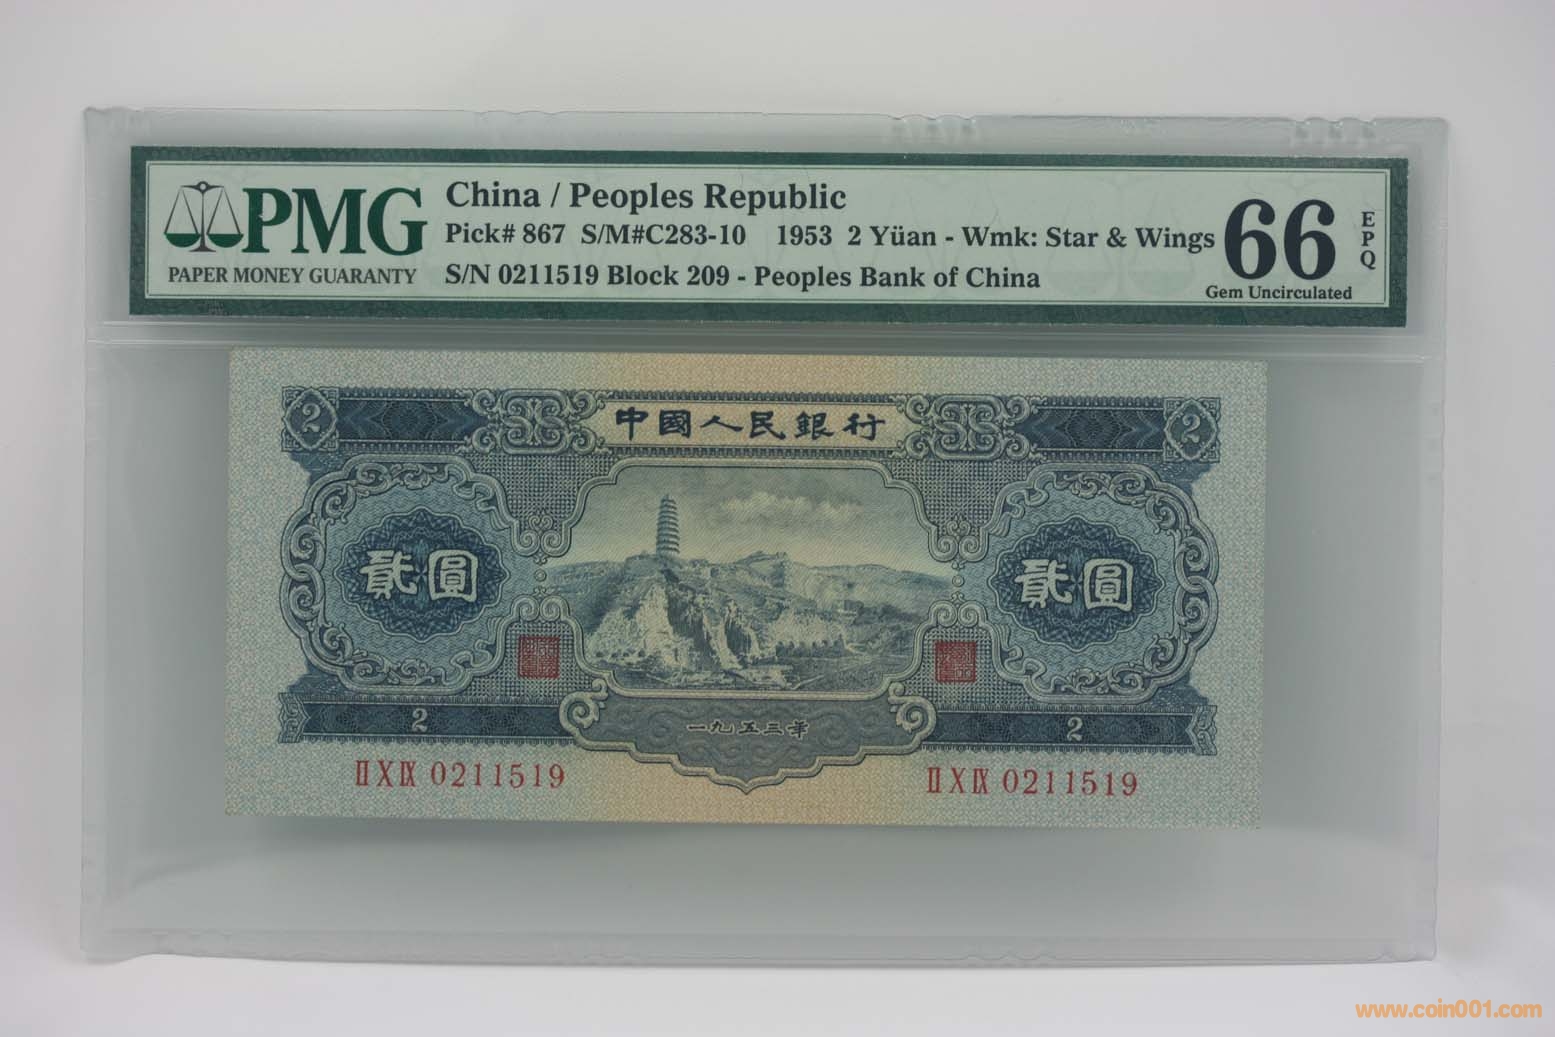 PMG
PAPER MONEY GUARANTY
China / Peoples Republic
Pick# 867 S/M#C283-10 1953 2 Yüan - Wmk: Star & Wings
S/N 0211519 Block 209 - Peoples Bank of China
66
EPQ
Gem Uncirculated
2 中國人民銀行 2
貳圓 貳圓
2 一九五三年 2
ⅡⅩⅨ 0211519 ⅡⅩⅨ 0211519
www.coin001.com